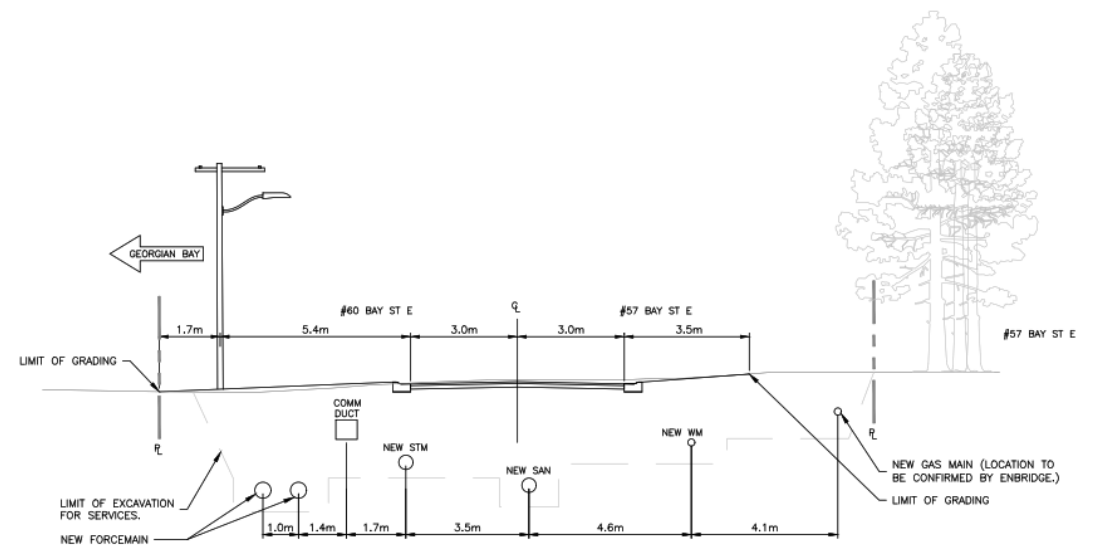 GEORGIAN BAY
#60 BAY ST E
℄
#57 BAY ST E
1.7m
5.4m
3.0m
3.0m
3.5m
#57 BAY ST E
LIMIT OF GRADING
COMM
DUCT
NEW STM
NEW WM
NEW SAN
PL
PL
NEW GAS MAIN (LOCATION TO
BE CONFIRMED BY ENBRIDGE.)
LIMIT OF GRADING
LIMIT OF EXCAVATION
FOR SERVICES.
NEW FORCEMAIN
1.0m
1.4m
1.7m
3.5m
4.6m
4.1m